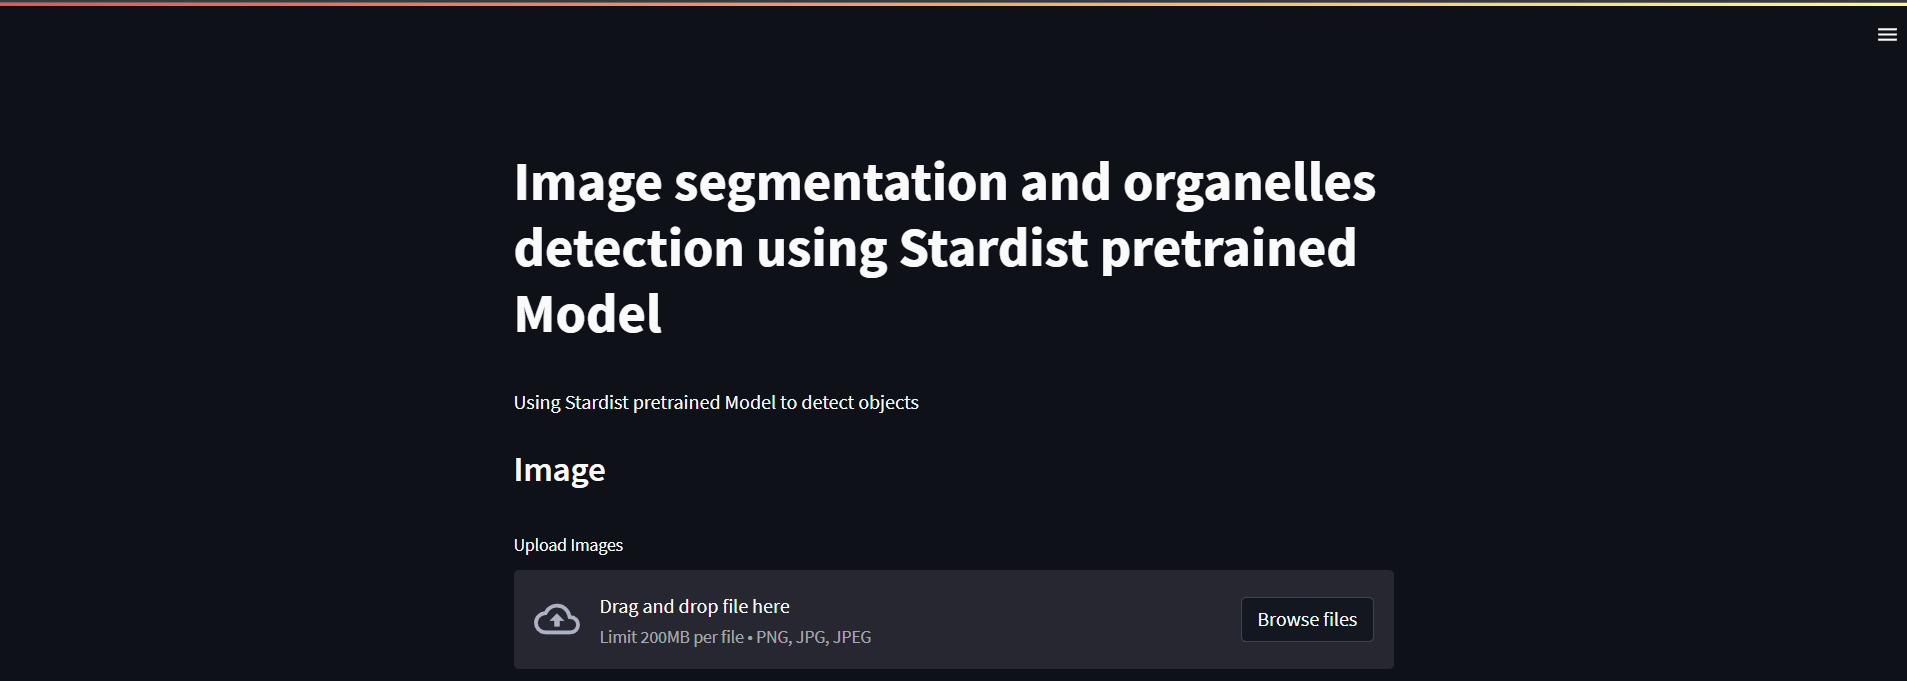 Image segmentation and organelles
detection using Stardist pretrained
Model
Using Stardist pretrained Model to detect objects
Image
Upload Images
Drag and drop file here
Limit 200MB per file • PNG, JPG, JPEG
Browse files